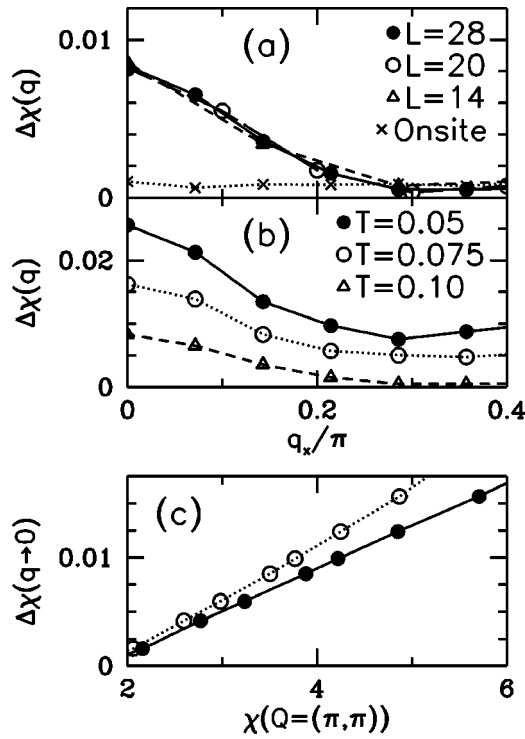 0.01
(a)
● L=28
○ L=20
△ L=14
× Onsite
Δχ(q)
0
(b)
● T=0.05
○ T=0.075
△ T=0.10
0.02
Δχ(q)
0
0 0.2 0.4
qₓ/π
(c)
0.01
Δχ(q→0)
0
2 4 6
χ(Q=(π,π))